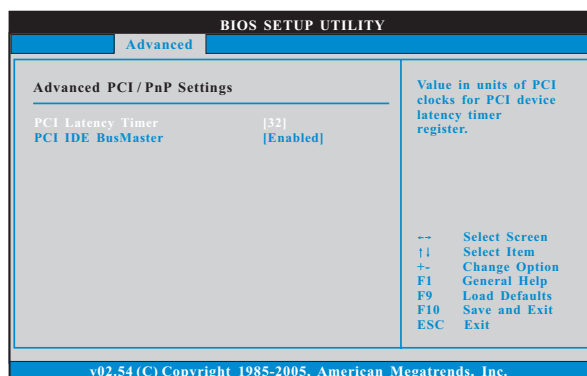 BIOS SETUP UTILITY
Advanced
Advanced PCI / PnP Settings
PCI Latency Timer [32]
PCI IDE BusMaster [Enabled]
Value in units of PCI
clocks for PCI device
latency timer
register.
←→ Select Screen
↑↓ Select Item
+- Change Option
F1 General Help
F9 Load Defaults
F10 Save and Exit
ESC Exit
v02.54 (C) Copyright 1985-2005, American Megatrends, Inc.